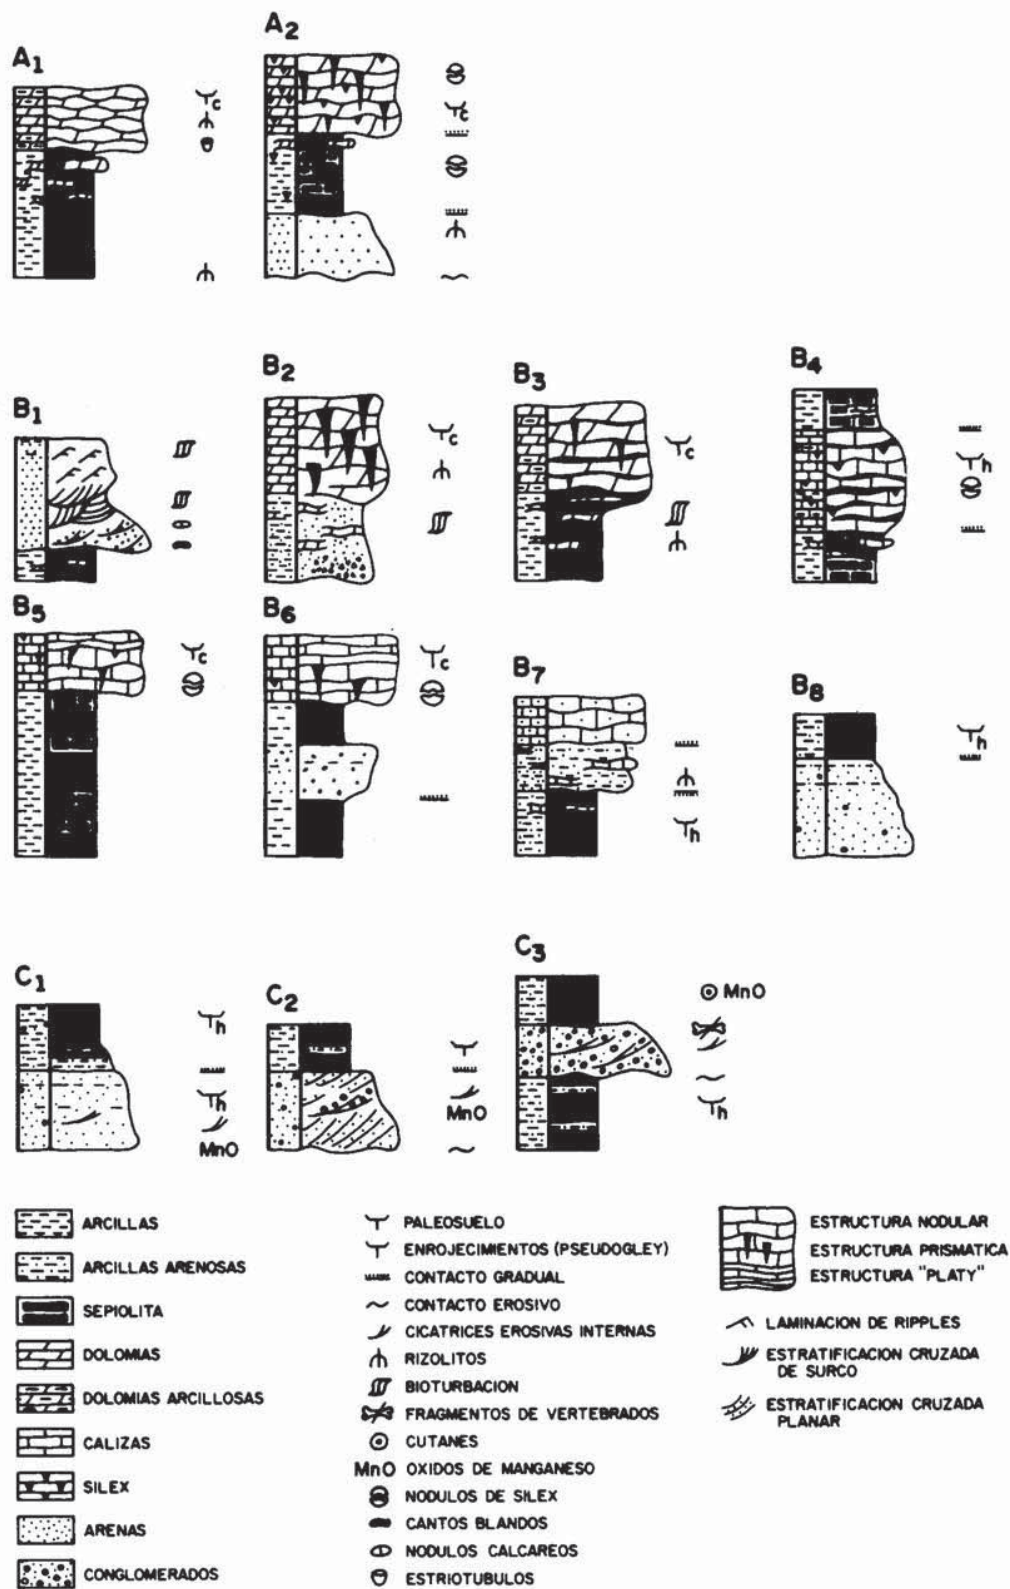 A1
A2
c
c
B1
B2
B3
B4
c
c
h
B5
B6
B7
B8
c
c
h
h
C1
C2
C3
h
h
MnO
MnO
MnO
h
ARCILLAS
ARCILLAS ARENOSAS
SEPIOLITA
DOLOMIAS
DOLOMIAS ARCILLOSAS
CALIZAS
SILEX
ARENAS
CONGLOMERADOS
PALEOSUELO
ENROJECIMIENTOS (PSEUDOGLEY)
CONTACTO GRADUAL
CONTACTO EROSIVO
CICATRICES EROSIVAS INTERNAS
RIZOLITOS
BIOTURBACION
FRAGMENTOS DE VERTEBRADOS
CUTANES
MnO OXIDOS DE MANGANESO
NODULOS DE SILEX
CANTOS BLANDOS
NODULOS CALCAREOS
ESTRIOTUBULOS
ESTRUCTURA NODULAR
ESTRUCTURA PRISMATICA
ESTRUCTURA "PLATY"
LAMINACION DE RIPPLES
ESTRATIFICACION CRUZADA
DE SURCO
ESTRATIFICACION CRUZADA
PLANAR